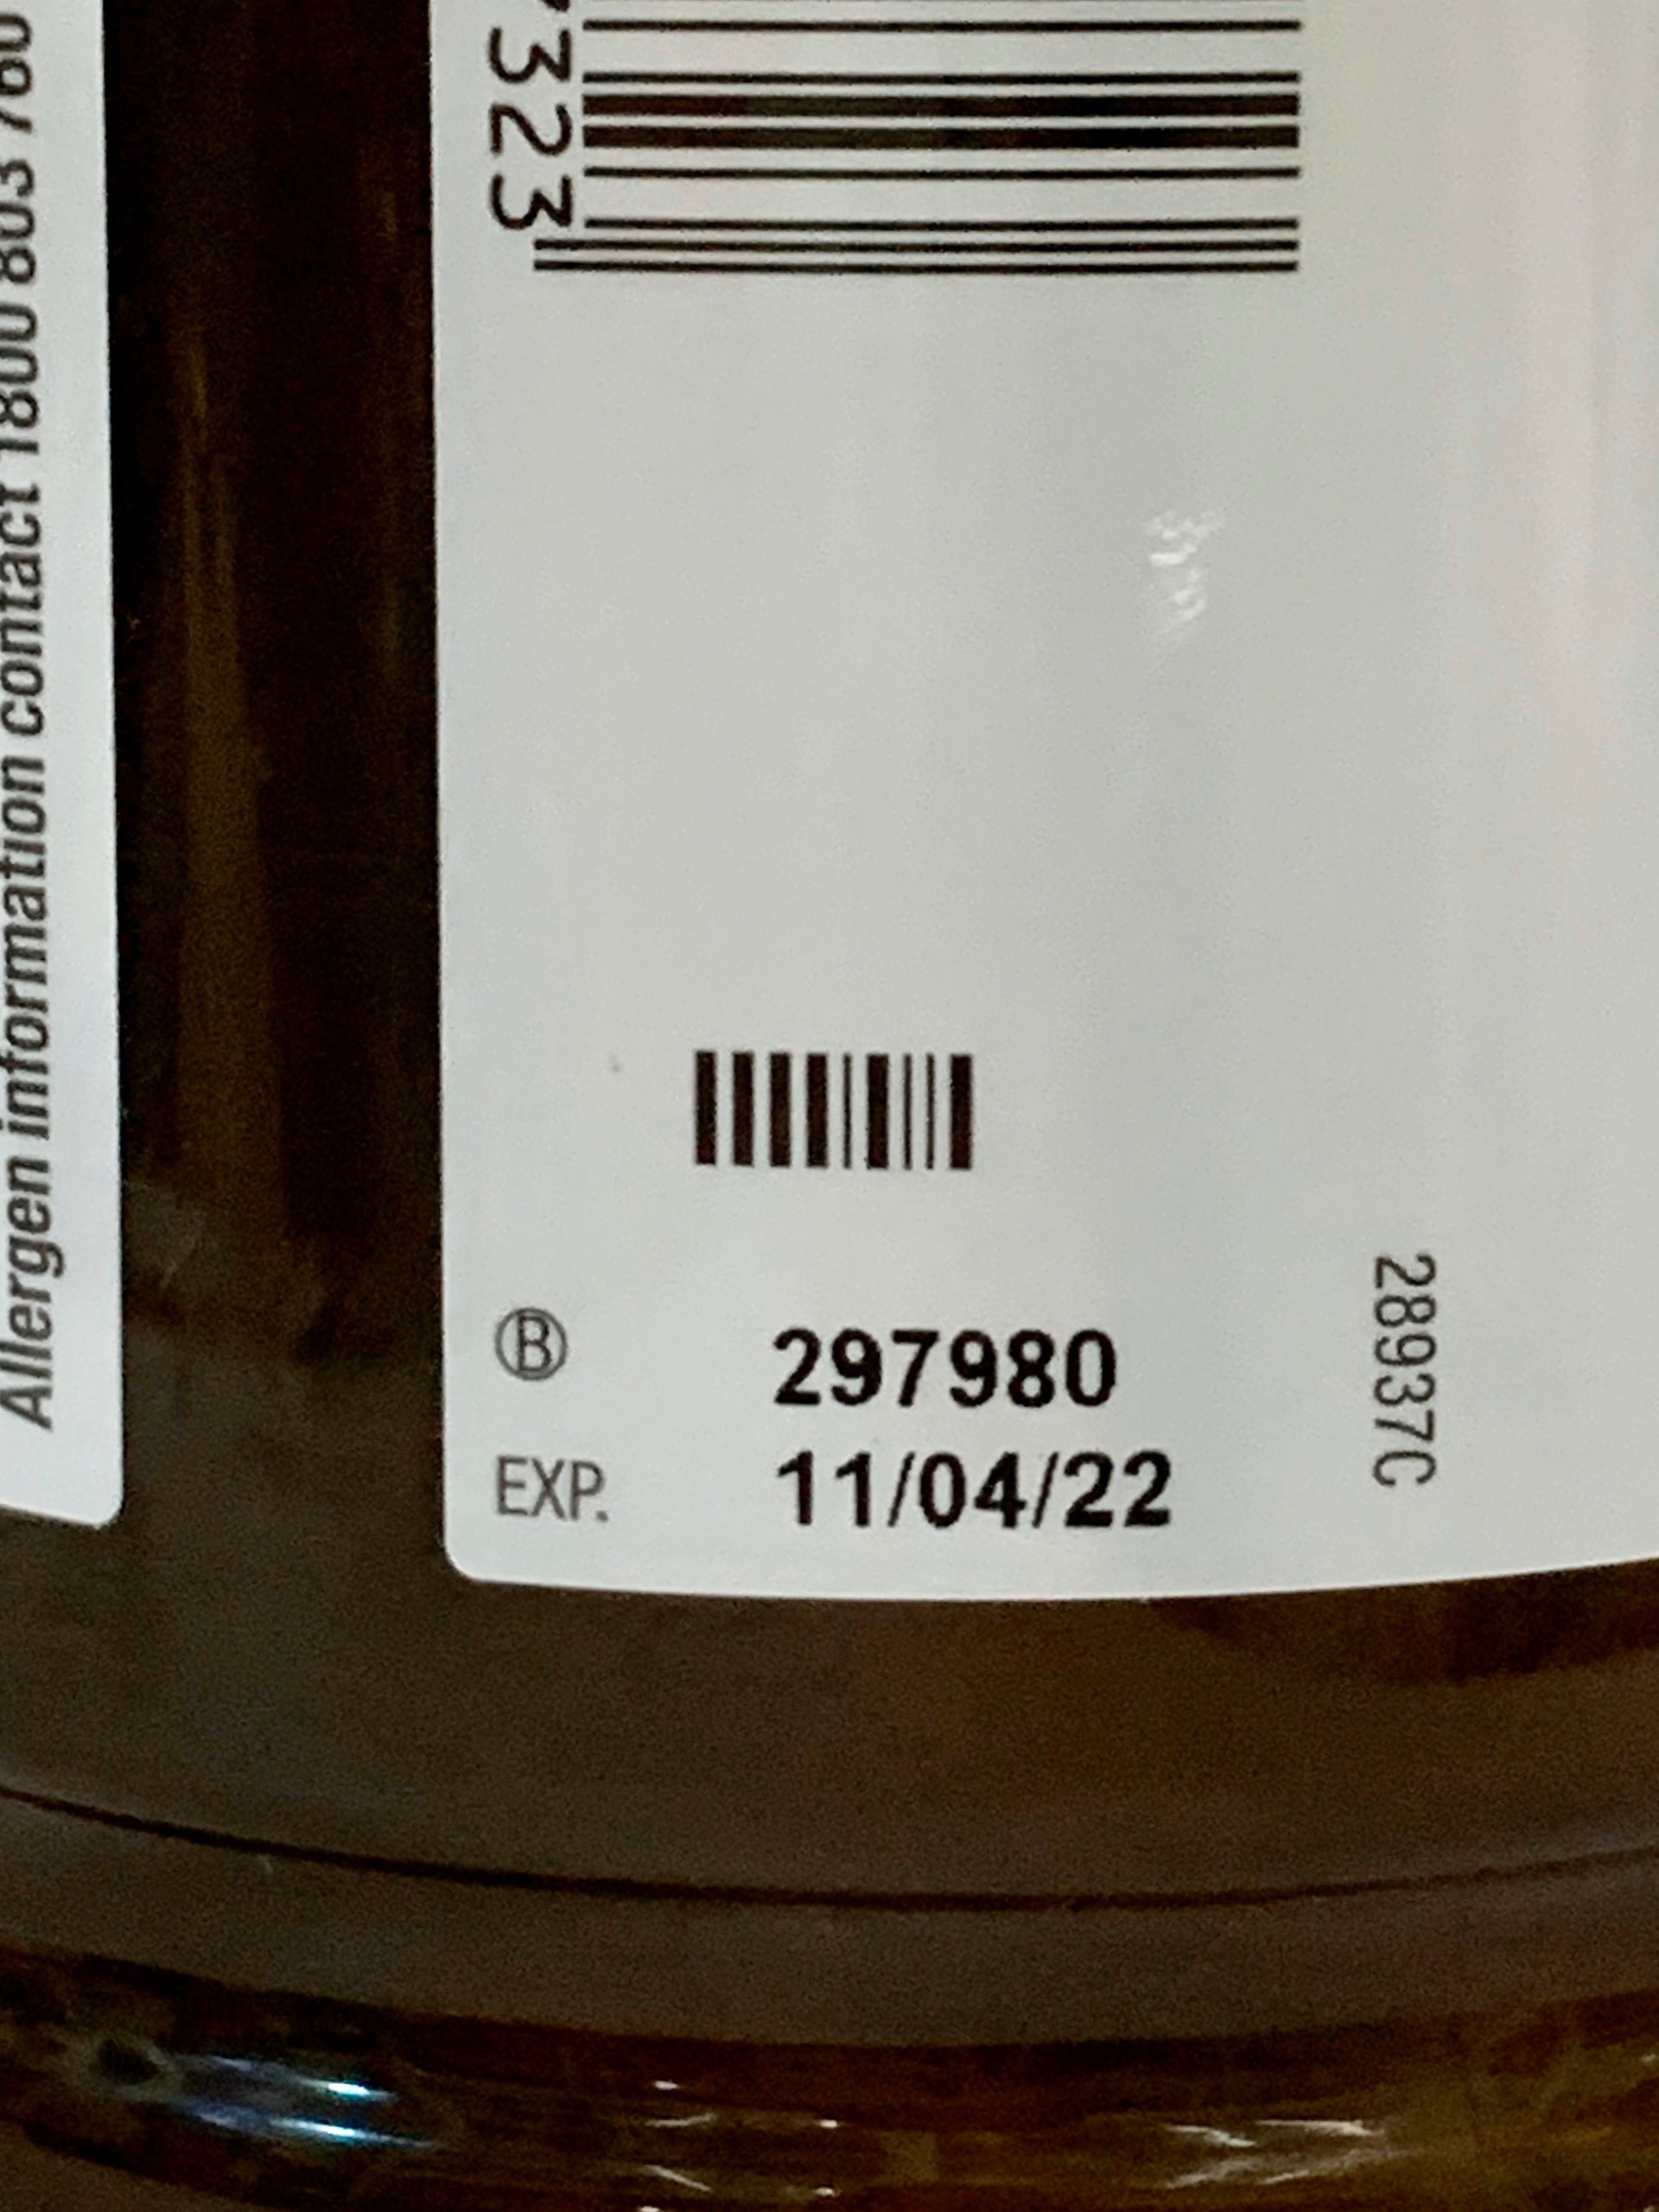 Allergen information contact 1800 803 760
323
Ⓑ 297980
EXP. 11/04/22
28937C